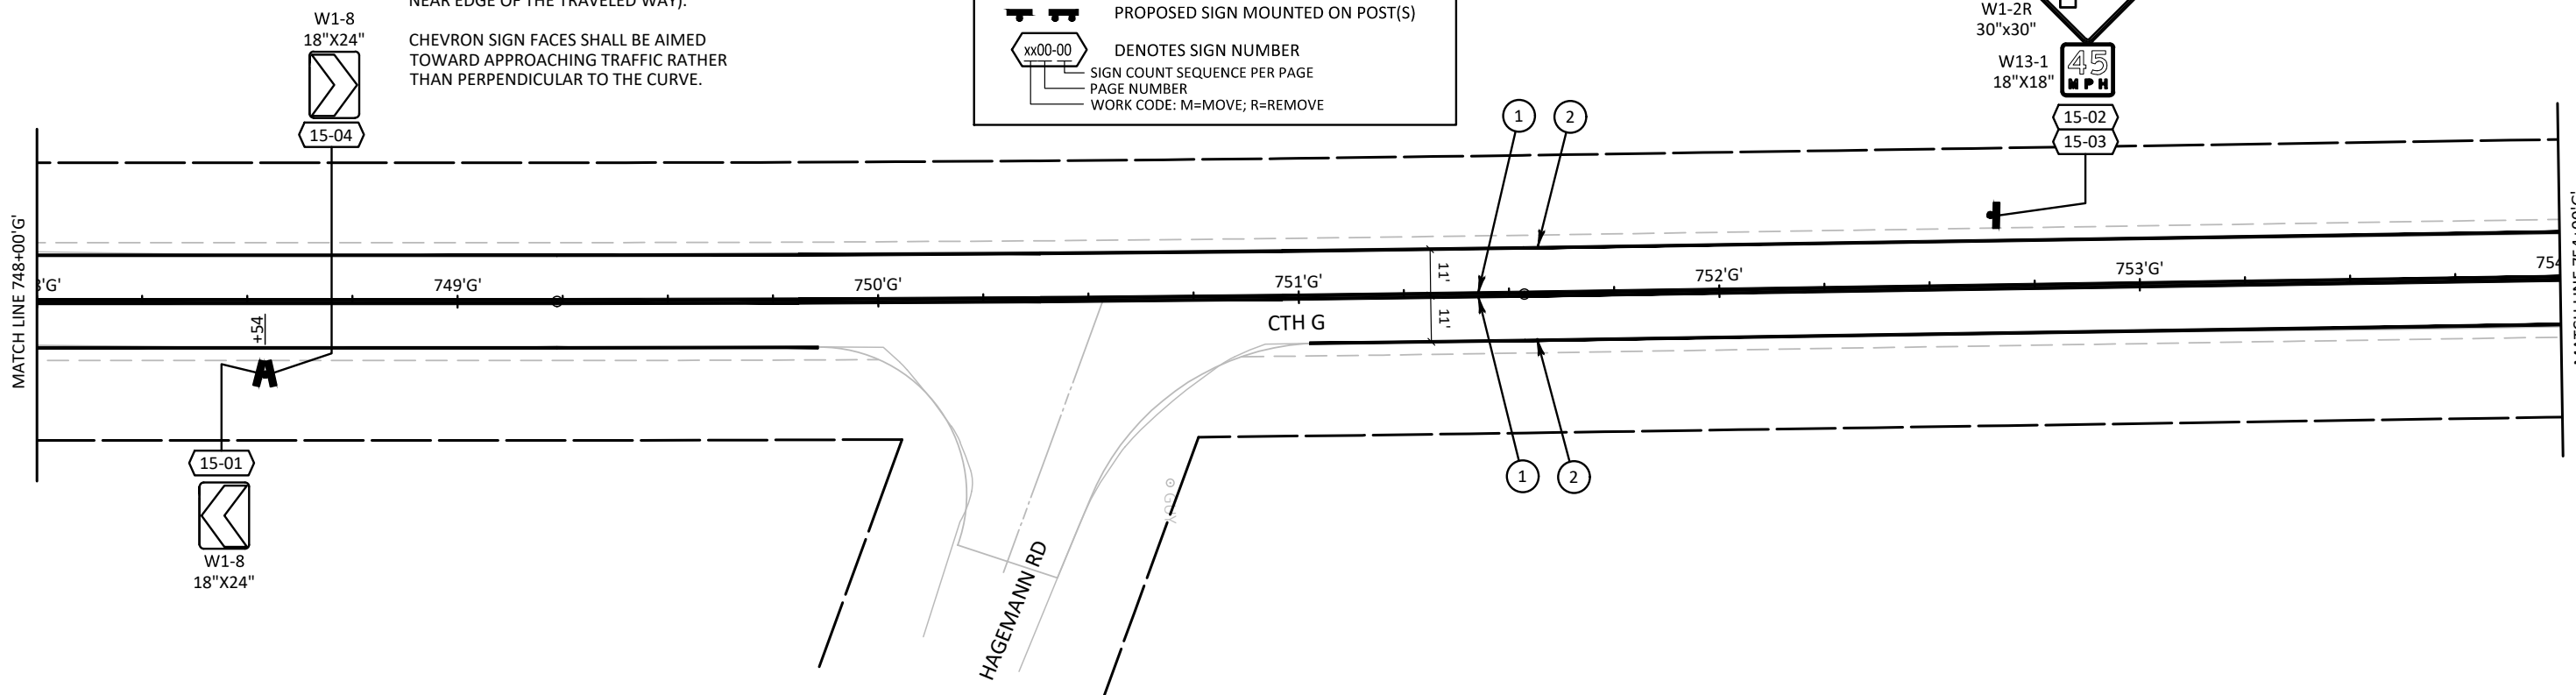 NEAR EDGE OF THE TRAVELED WAY).
CHEVRON SIGN FACES SHALL BE AIMED
TOWARD APPROACHING TRAFFIC RATHER
THAN PERPENDICULAR TO THE CURVE.
W1-8
18"X24"
15-04
PROPOSED SIGN MOUNTED ON POST(S)
xx00-00
DENOTES SIGN NUMBER
SIGN COUNT SEQUENCE PER PAGE
PAGE NUMBER
WORK CODE: M=MOVE; R=REMOVE
W1-2R
30"x30"
W13-1
18"X18"
45
MPH
15-02
15-03
1
2
MATCH LINE 748+00'G'
'G'
749'G'
750'G'
751'G'
752'G'
753'G'
754
11'
11'
CTH G
+54
15-01
W1-8
18"X24"
1
2
GUY
HAGEMANN RD